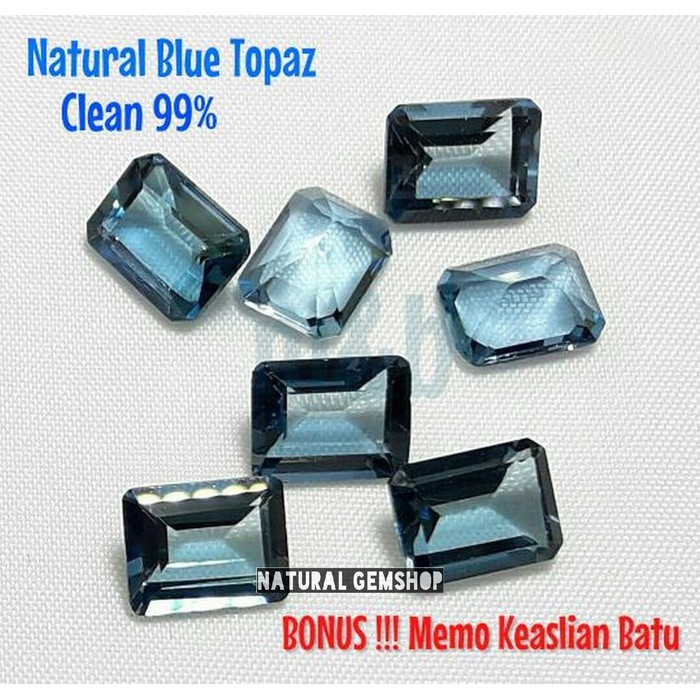 Natural Blue Topaz
Clean 99%
NATURAL GEMSHOP
BONUS !!! Memo Keaslian Batu